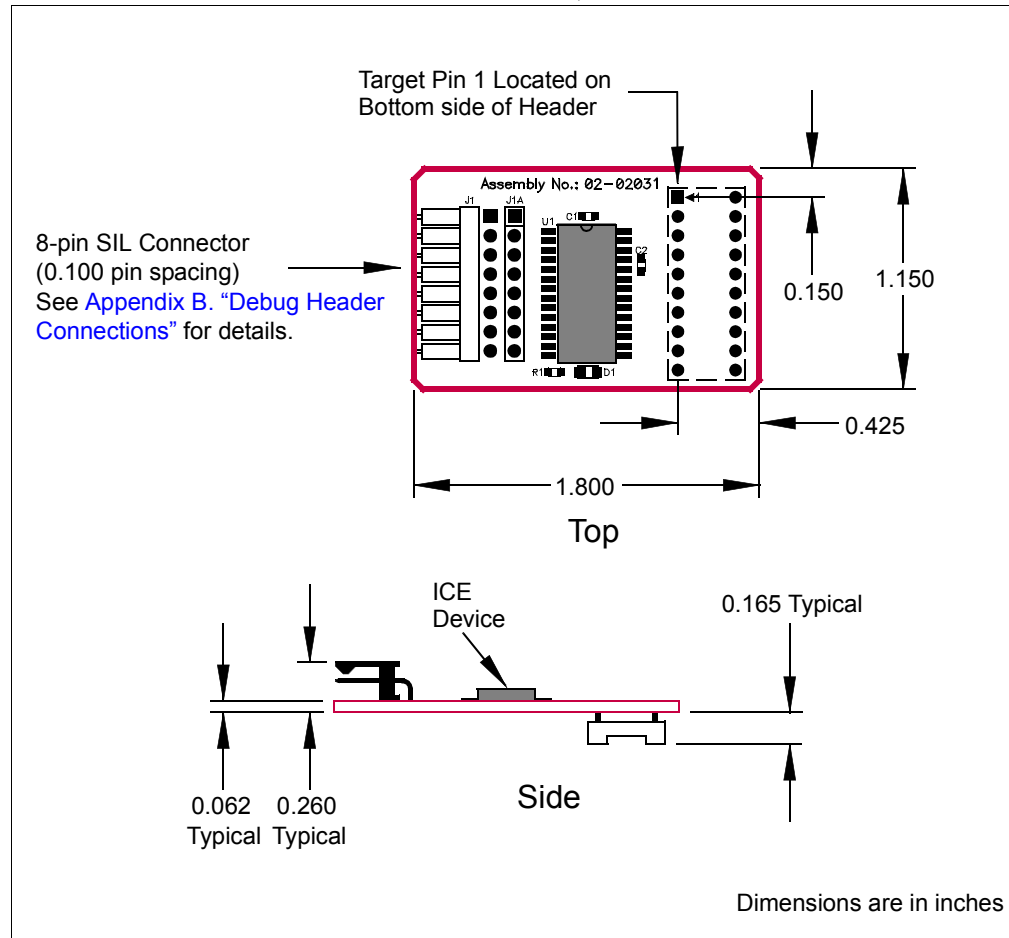 Target Pin 1 Located on
Bottom side of Header
Assembly No.: 02-02031
J1
J1A
U1
C1
C2
1
R1
D1
8-pin SIL Connector
(0.100 pin spacing)
See Appendix B. “Debug Header
Connections” for details.
0.150
1.150
0.425
1.800
Top
ICE
Device
0.165 Typical
0.062
Typical
0.260
Typical
Side
Dimensions are in inches